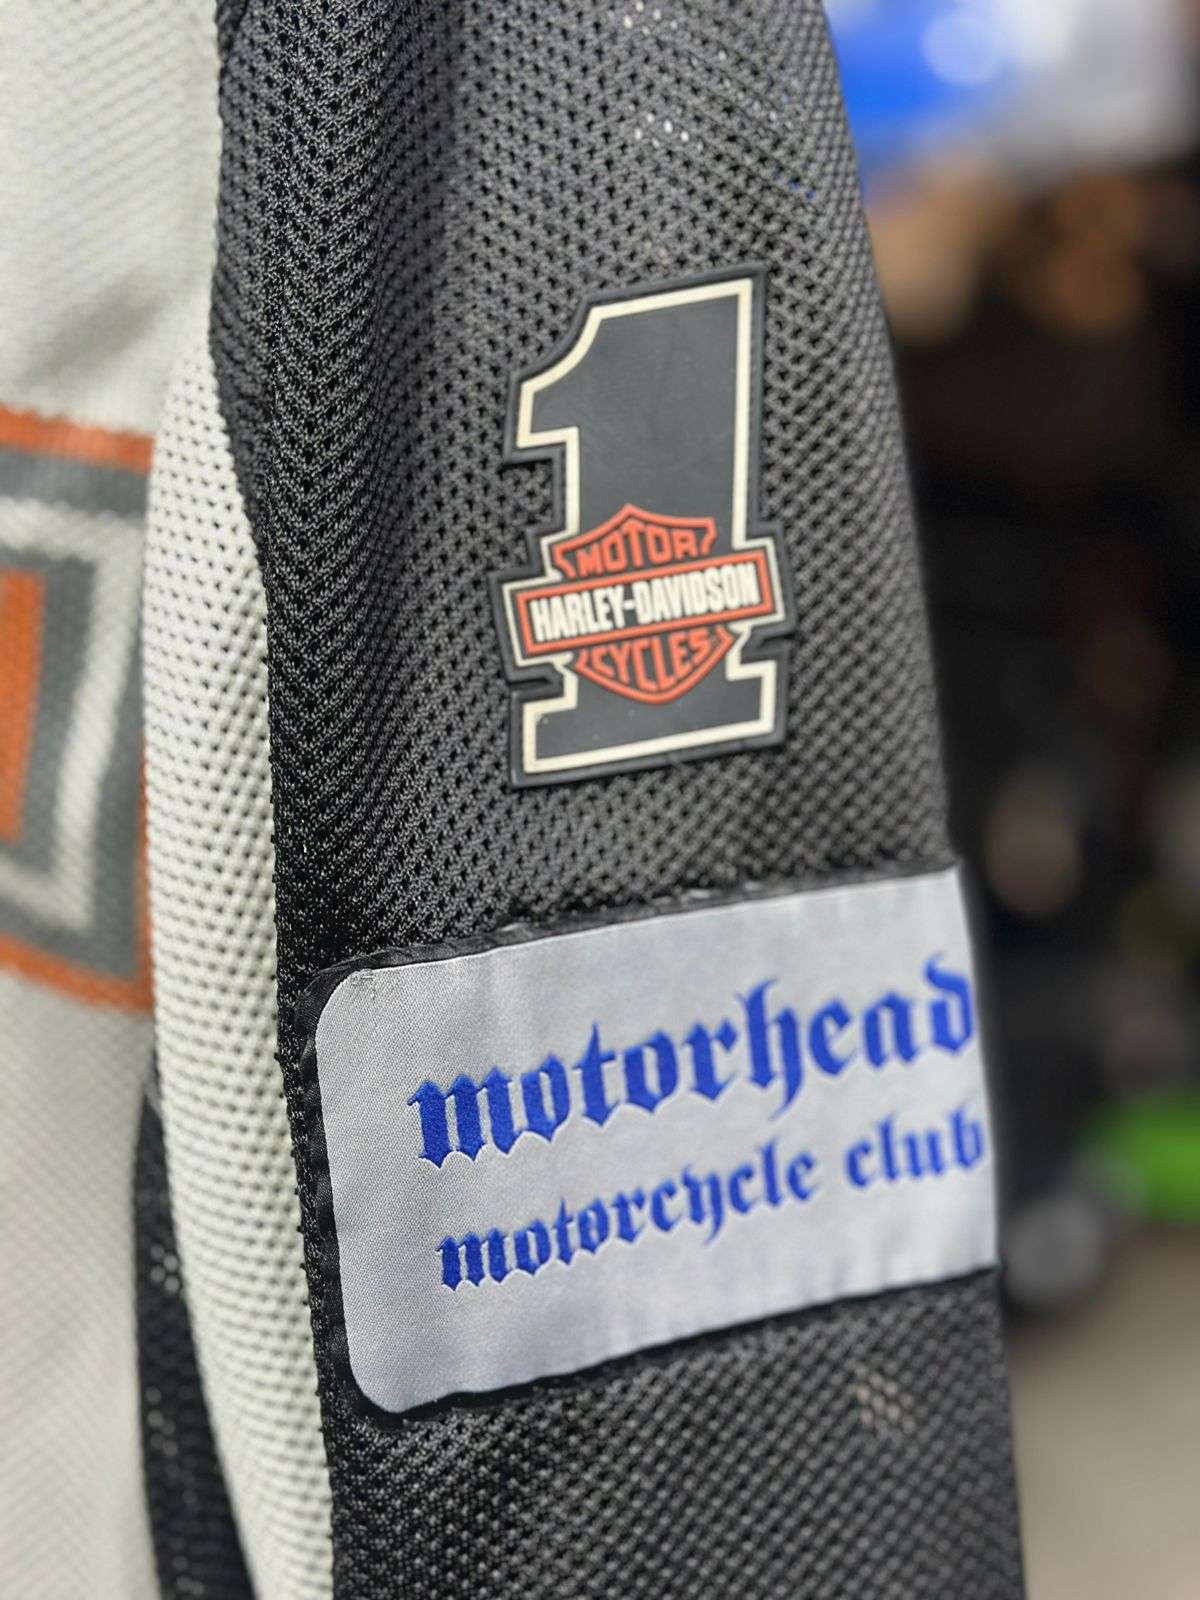 1
MOTOR
HARLEY-DAVIDSON
CYCLES
motorhead
motorcycle club